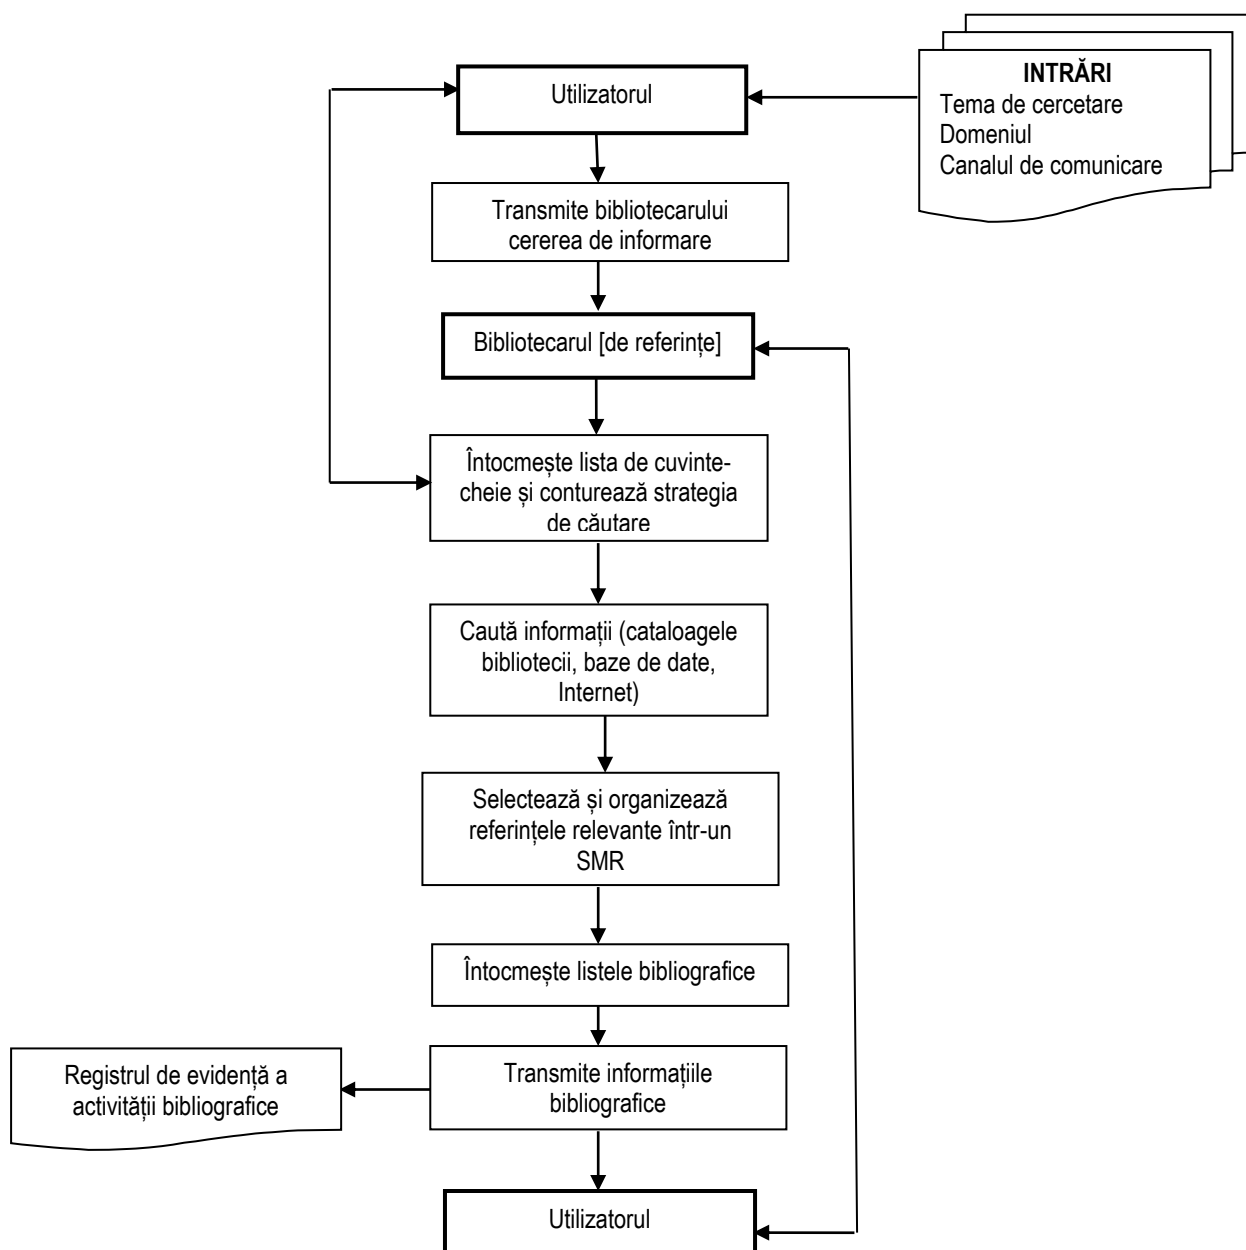 INTRĂRI
Tema de cercetare
Domeniul
Canalul de comunicare
Utilizatorul
Transmite bibliotecarului
cererea de informare
Bibliotecarul [de referințe]
Întocmește lista de cuvinte-
cheie și conturează strategia
de căutare
Caută informații (cataloagele
bibliotecii, baze de date,
Internet)
Selectează și organizează
referințele relevante într-un
SMR
Întocmește listele bibliografice
Transmite informațiile
bibliografice
Registrul de evidență a
activității bibliografice
Utilizatorul